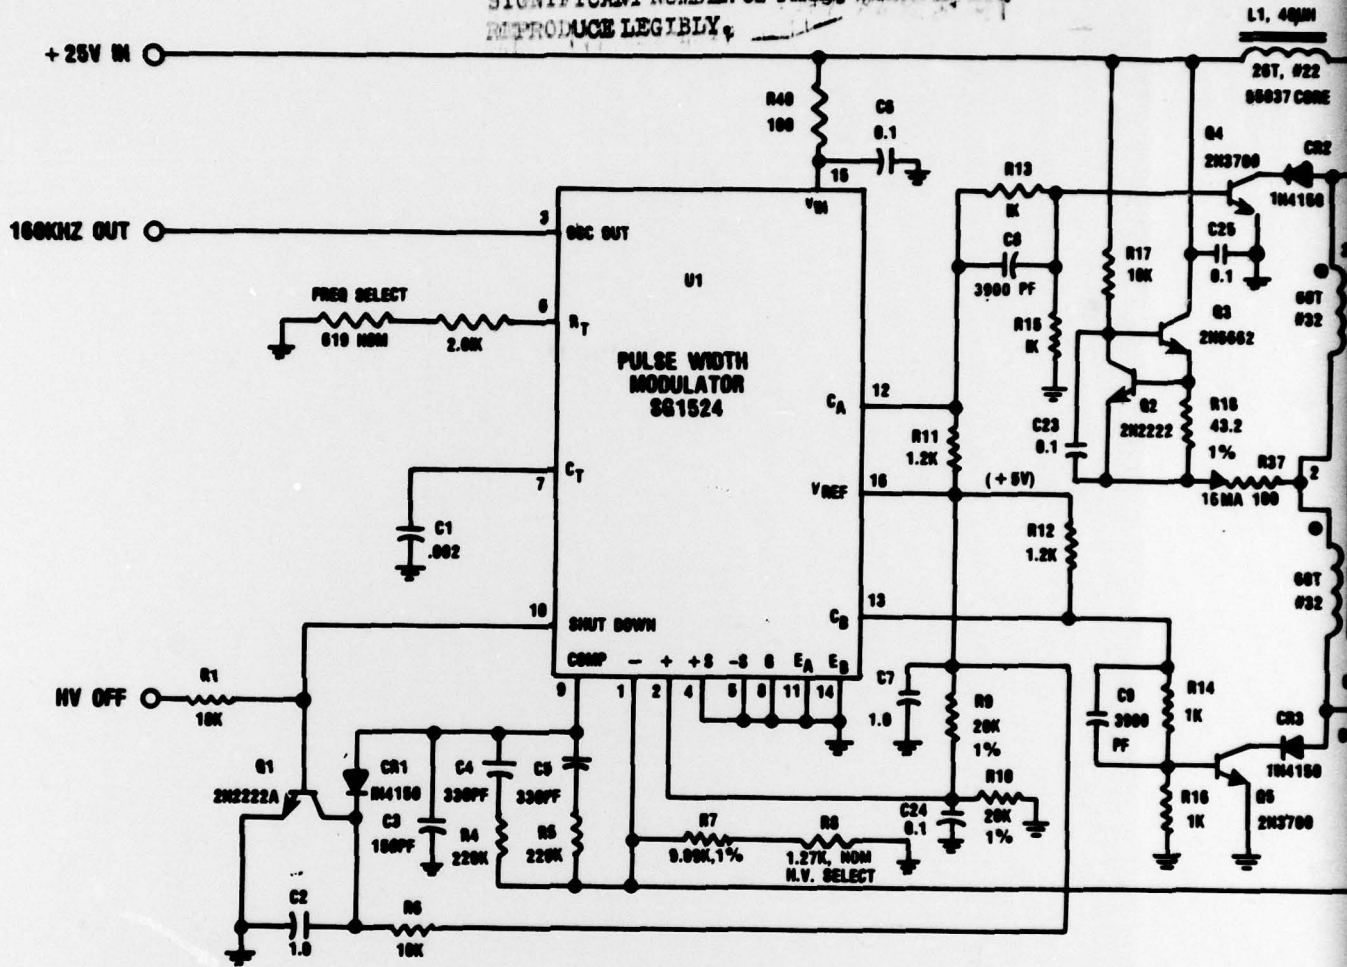 REPRODUCE LEGIBLY.
L1, 40µH
+25V IN
26T, #22
55037 CORE
R40
100
C6
0.1
15
VIN
Q4
2N3700
CR2
1N4150
R13
1K
C8
3900 PF
160KHZ OUT
3
OSC OUT
U1
C25
0.1
R17
10K
FREQ SELECT
619 NOM
2.00K
6
RT
R15
1K
Q3
2N5662
60T
#32
PULSE WIDTH
MODULATOR
SG1524
CA
12
R11
1.2K
Q2
2N2222
R18
43.2
1%
C23
0.1
R37
100
15MA
2
CT
7
VREF
16
(+5V)
C1
.002
R12
1.2K
60T
#32
10
SHUT DOWN
CB
13
COMP
-
+
+S
-S
G
EA
EB
9
1
2
4
5
8
11
14
C7
1.0
HV OFF
R1
10K
R9
20K
1%
C9
3900
PF
R14
1K
CR3
1N4150
Q1
2N2222A
CR1
IN4150
C4
330PF
C5
330PF
C3
150PF
R4
220K
R5
220K
R7
9.09K,1%
R8
1.27K, NOM
H.V. SELECT
C24
0.1
R10
20K
1%
R16
1K
Q5
2N3700
C2
1.0
R6
10K